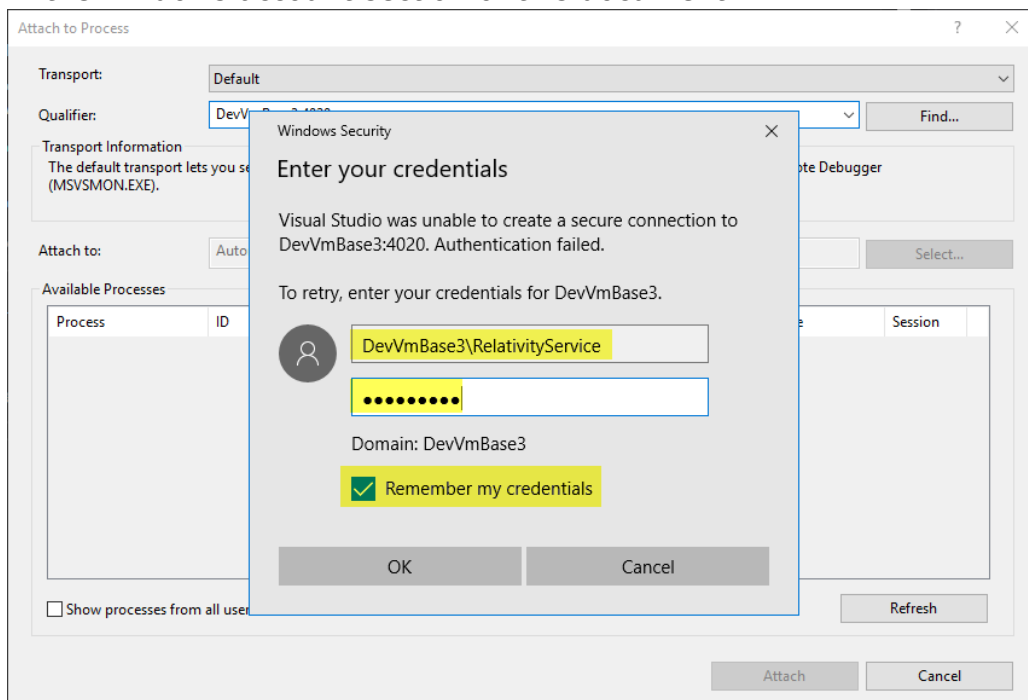 Attach to Process
?
Transport:
Default
Qualifier:
DevV
Find...
Transport Information
The default transport lets you se
ote Debugger
(MSVSMON.EXE).
Attach to:
Auto
Select...
Available Processes
Process
ID
Session
Show processes from all user
Refresh
Attach
Cancel
Windows Security
Enter your credentials
Visual Studio was unable to create a secure connection to
DevVmBase3:4020. Authentication failed.
To retry, enter your credentials for DevVmBase3.
DevVmBase3\RelativityService
•••••••••
Domain: DevVmBase3
Remember my credentials
OK
Cancel